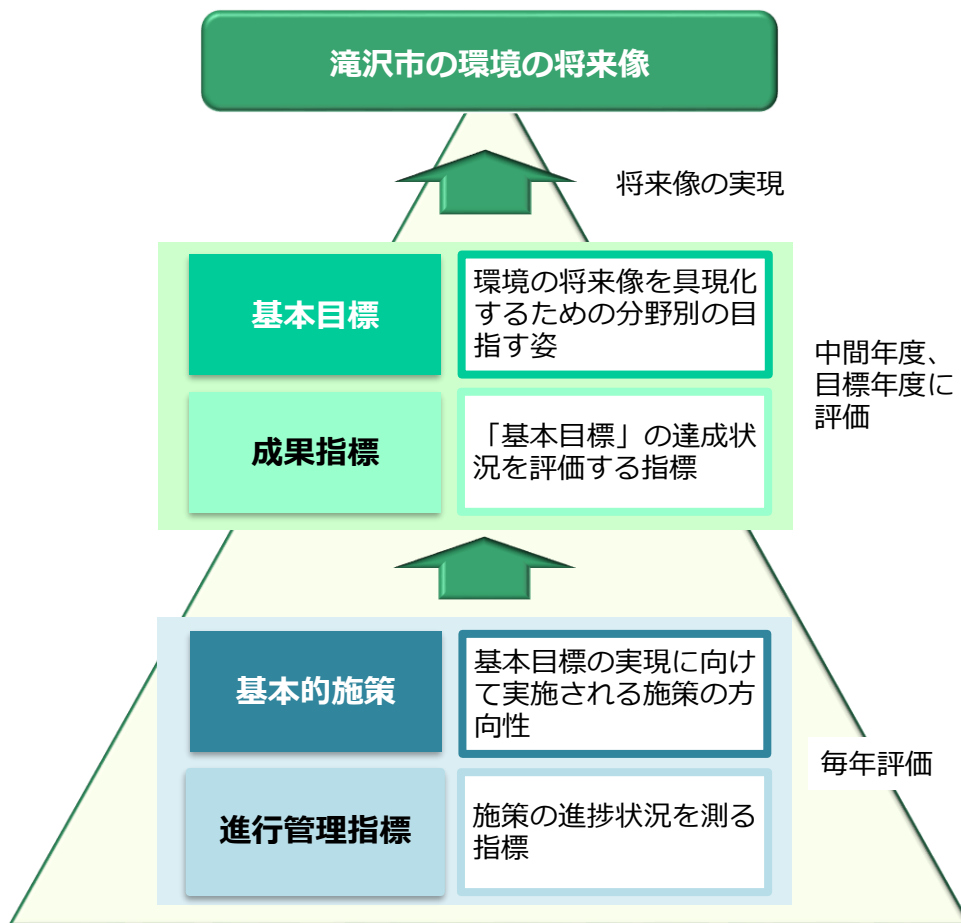 滝沢市の環境の将来像
将来像の実現
基本目標
環境の将来像を具現化
するための分野別の目
指す姿
成果指標
「基本目標」の達成状
況を評価する指標
中間年度、
目標年度に
評価
基本的施策
基本目標の実現に向け
て実施される施策の方
向性
進行管理指標
施策の進捗状況を測る
指標
毎年評価